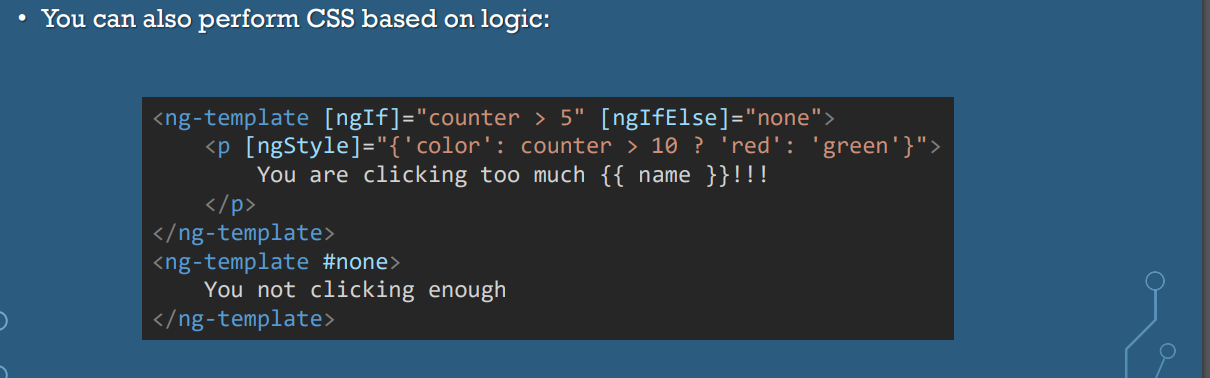 • You can also perform CSS based on logic:
<ng-template [ngIf]="counter > 5" [ngIfElse]="none">
    <p [ngStyle]="{'color': counter > 10 ? 'red': 'green'}">
        You are clicking too much {{ name }}!!!
    </p>
</ng-template>
<ng-template #none>
    You not clicking enough
</ng-template>